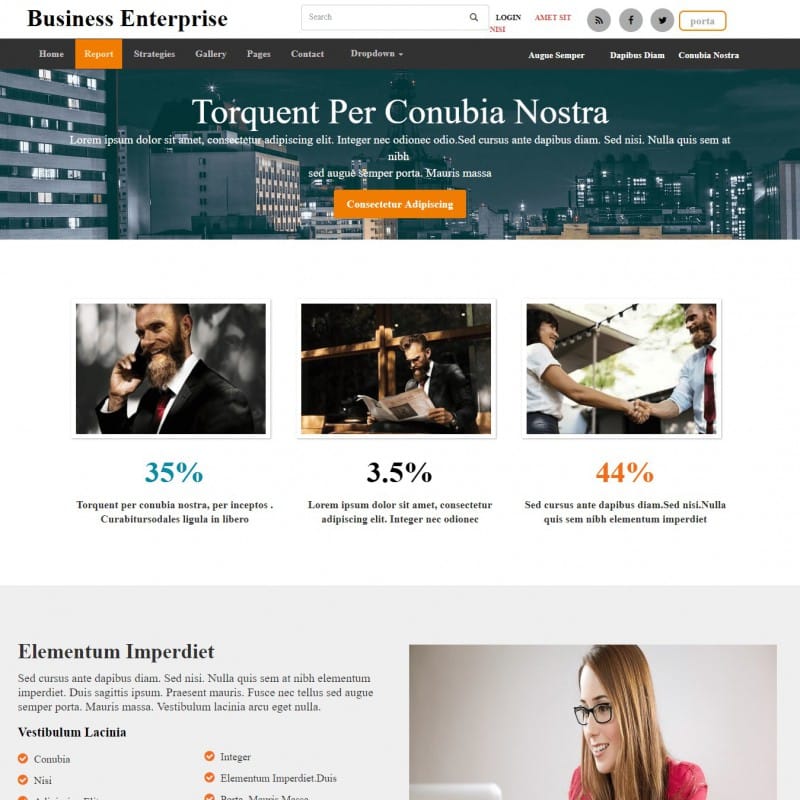 Business Enterprise
Search
LOGIN
AMET SIT
NISI
porta
Home Report Strategies Gallery Pages Contact Dropdown
Augue Semper Dapibus Diam Conubia Nostra
Torquent Per Conubia Nostra
Lorem ipsum dolor sit amet, consectetur adipiscing elit. Integer nec odionec odio.Sed cursus ante dapibus diam. Sed nisi. Nulla quis sem at
nibh
sed augue semper porta. Mauris massa
Consectetur Adipiscing
35%
Torquent per conubia nostra, per inceptos .
Curabitursodales ligula in libero
3.5%
Lorem ipsum dolor sit amet, consectetur
adipiscing elit. Integer nec odionec
44%
Sed cursus ante dapibus diam.Sed nisi.Nulla
quis sem nibh elementum imperdiet
Elementum Imperdiet
Sed cursus ante dapibus diam. Sed nisi. Nulla quis sem at nibh elementum
imperdiet. Duis sagittis ipsum. Praesent mauris. Fusce nec tellus sed augue
semper porta. Mauris massa. Vestibulum lacinia arcu eget nulla.
Vestibulum Lacinia
Conubia
Nisi
Integer
Elementum Imperdiet.Duis
Porta. Mauris Massa